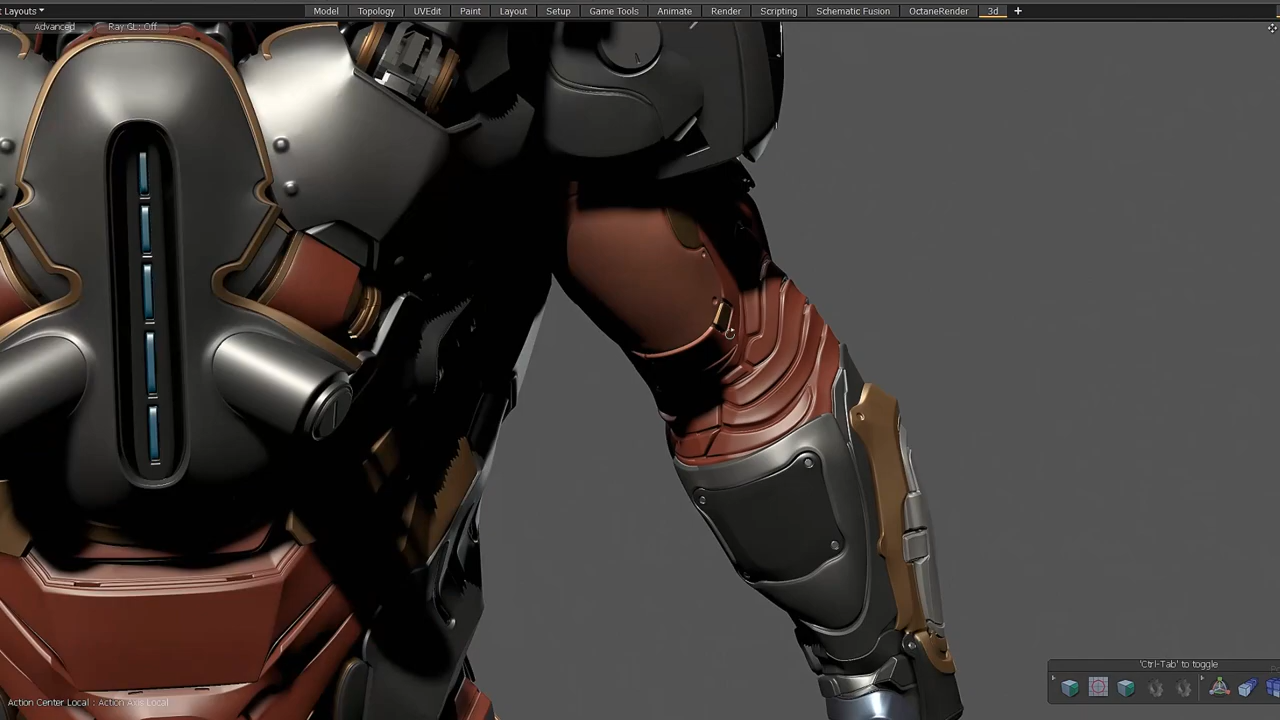 Layouts Model Topology UVEdit Paint Layout Setup Game Tools Animate Render Scripting Schematic Fusion OctaneRender 3d +
Advanced Ray GL: Off
'Ctrl-Tab' to toggle
Action Center Local : Action Axis Local